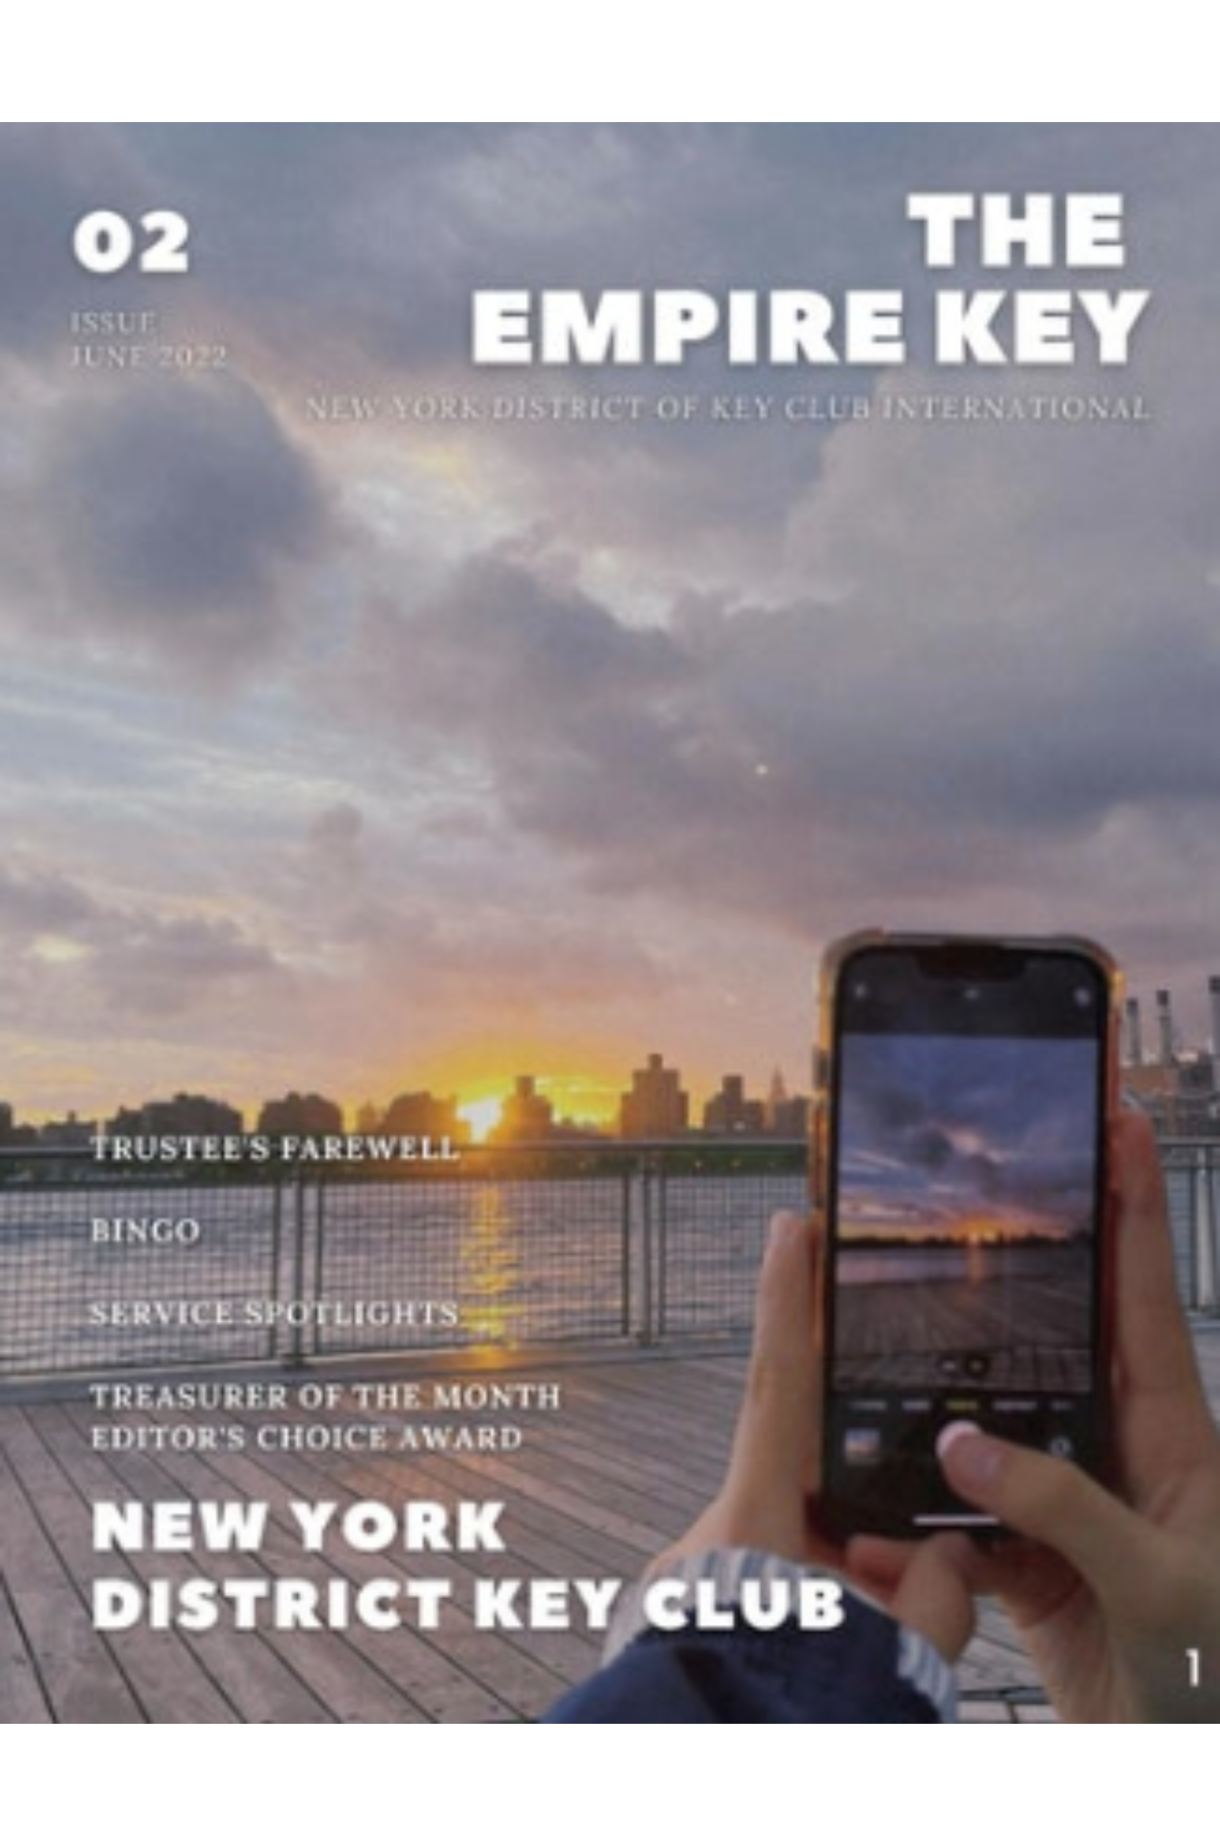 02
ISSUE
JUNE 2022
THE
EMPIRE KEY
NEW YORK DISTRICT OF KEY CLUB INTERNATIONAL
TRUSTEE'S FAREWELL
BINGO
SERVICE SPOTLIGHTS
TREASURER OF THE MONTH
EDITOR'S CHOICE AWARD
NEW YORK
DISTRICT KEY CLUB
1